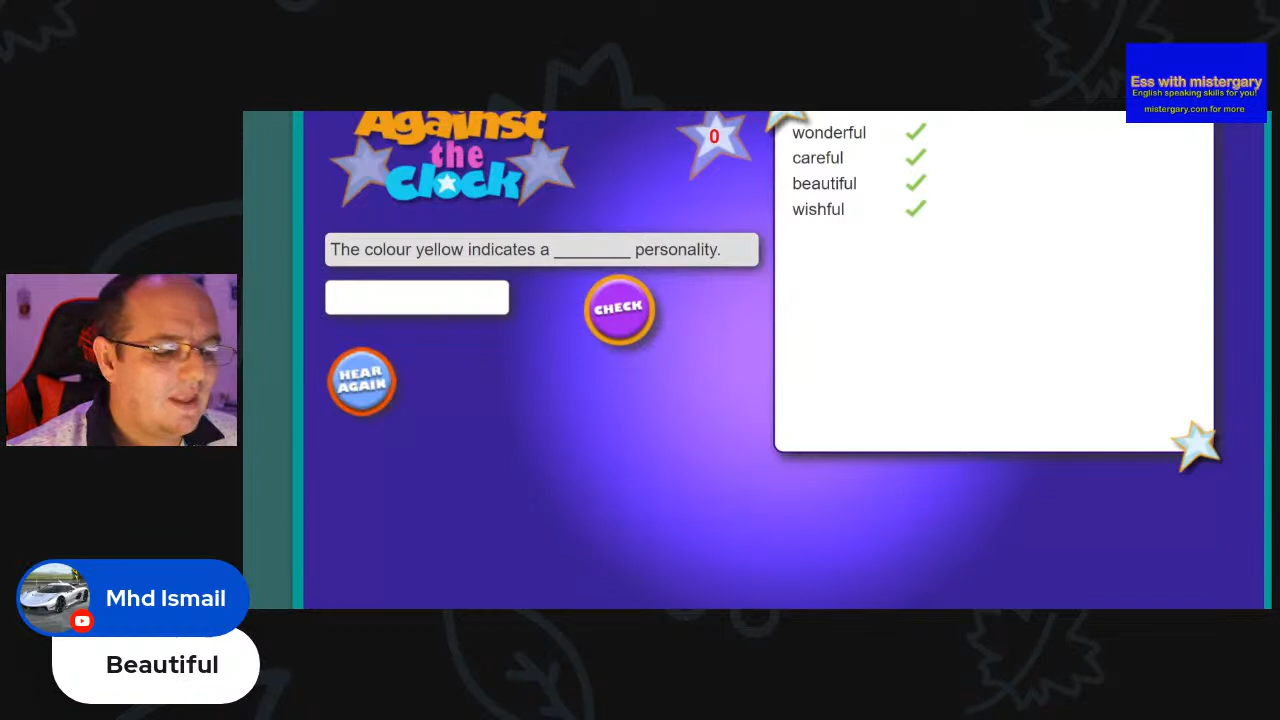 Ess with mistergary
English speaking skills for you!
mistergary.com for more
Against
the
Clock
0
wonderful
careful
beautiful
wishful
The colour yellow indicates a ________ personality.
CHECK
HEAR
AGAIN
Mhd Ismail
Beautiful